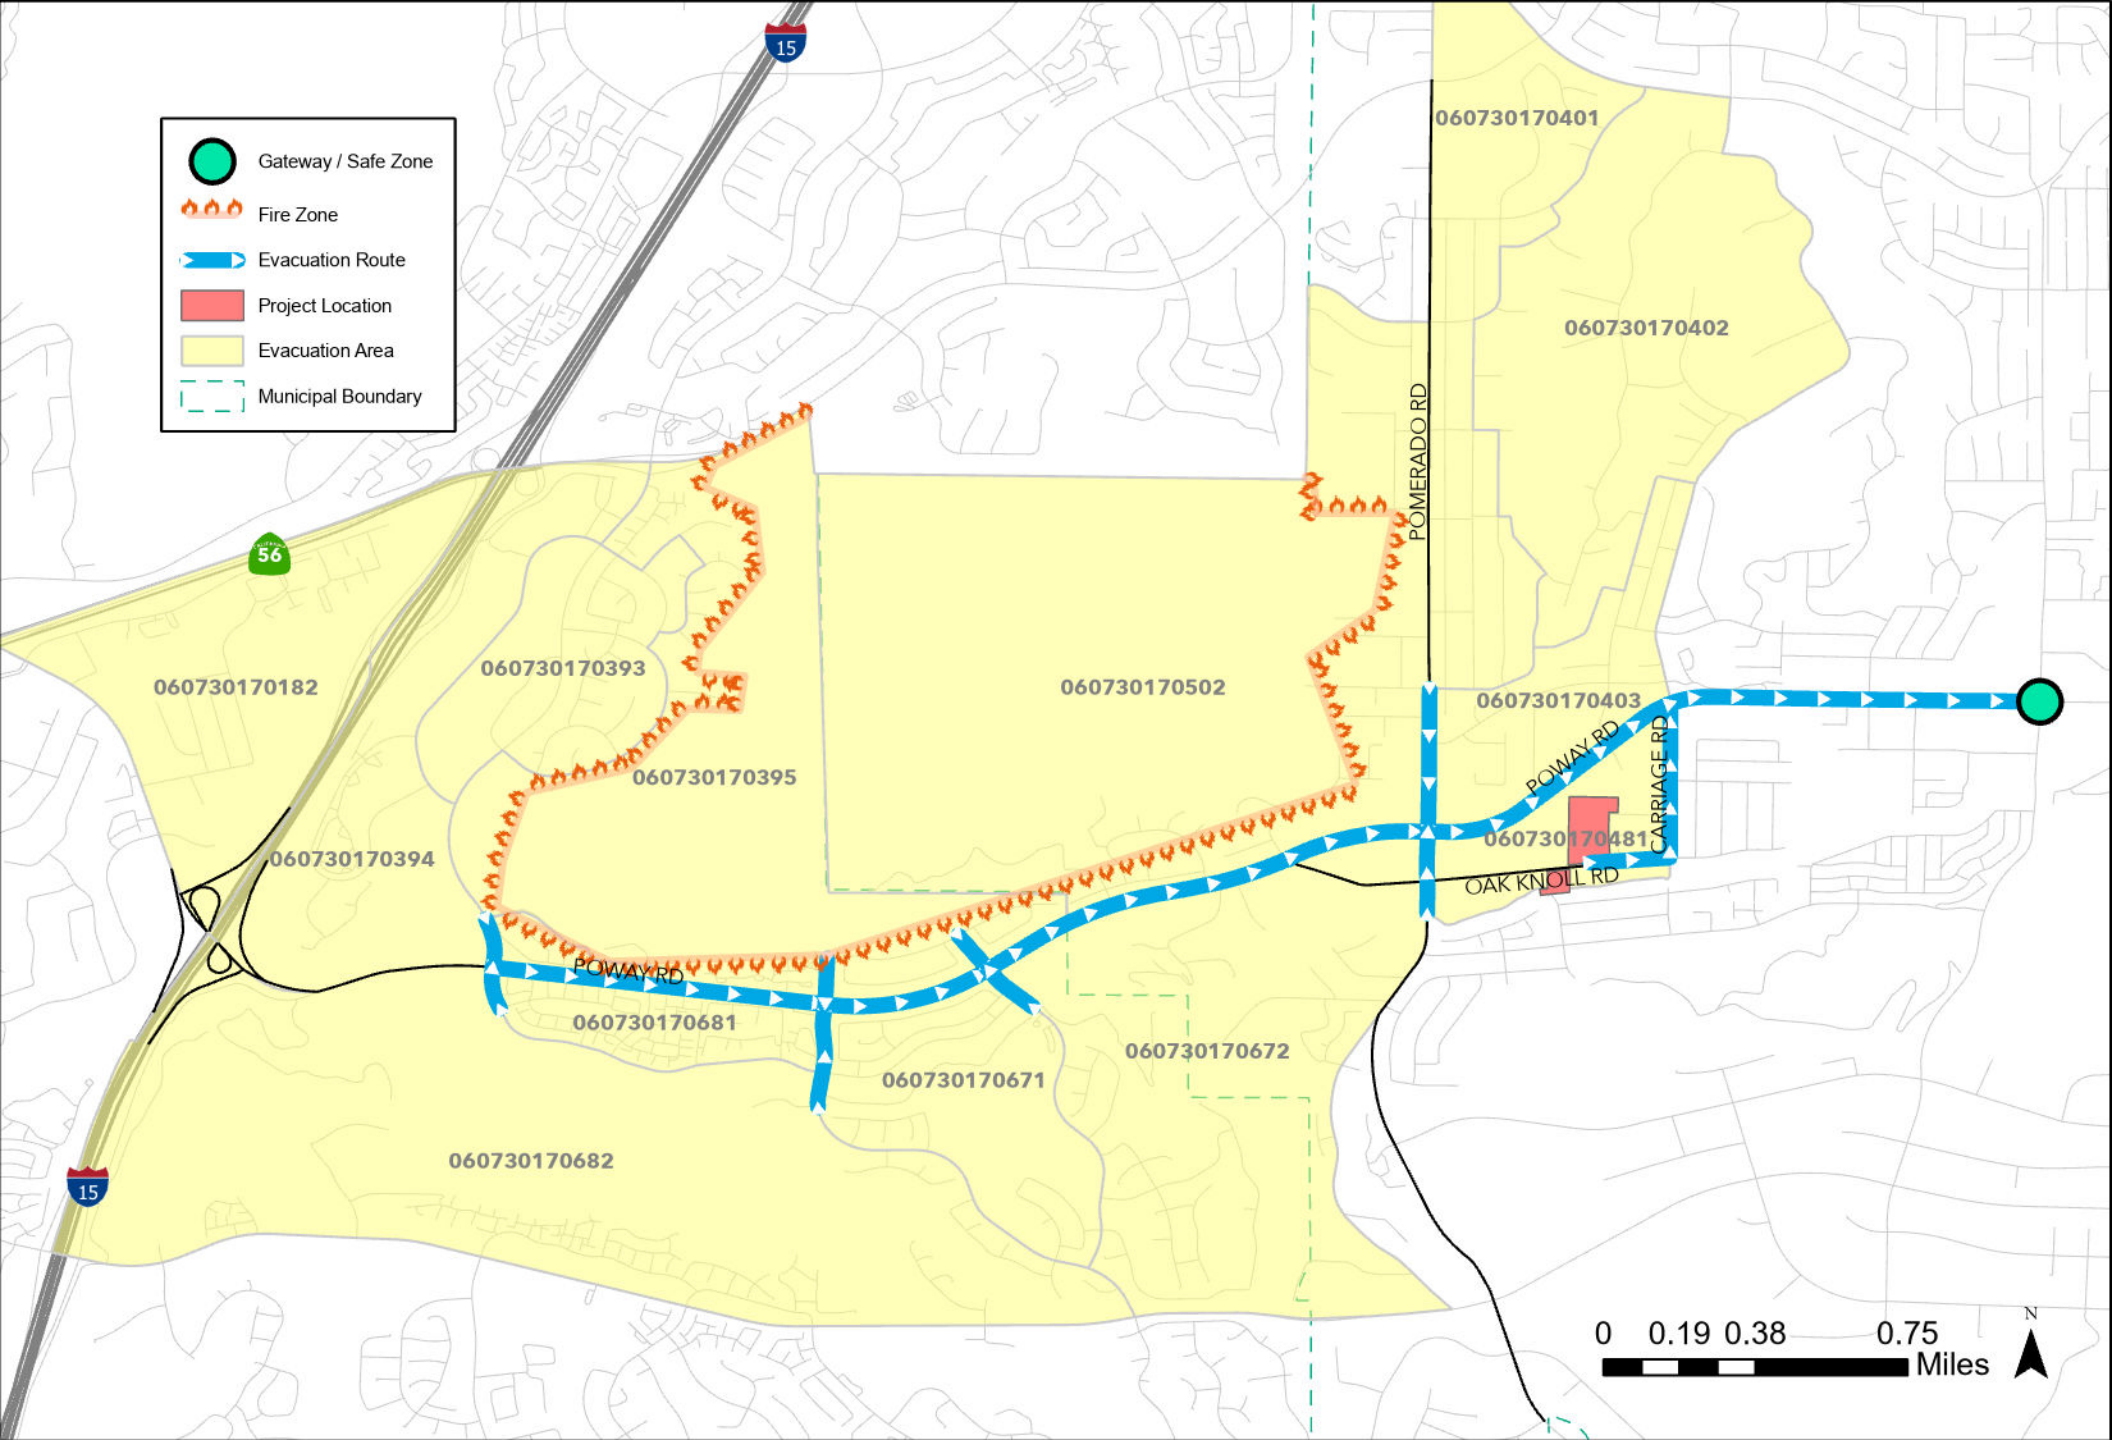 15
Gateway / Safe Zone
Fire Zone
Evacuation Route
Project Location
Evacuation Area
Municipal Boundary
060730170401
060730170402
POMERADO RD
CALIFORNIA
56
060730170182
060730170393
060730170502
060730170403
POWAY RD
CARRIAGE RD
060730170395
060730170394
060730170481
OAK KNOLL RD
POWAY RD
060730170681
060730170671
060730170672
060730170682
15
N
0 0.19 0.38 0.75
Miles